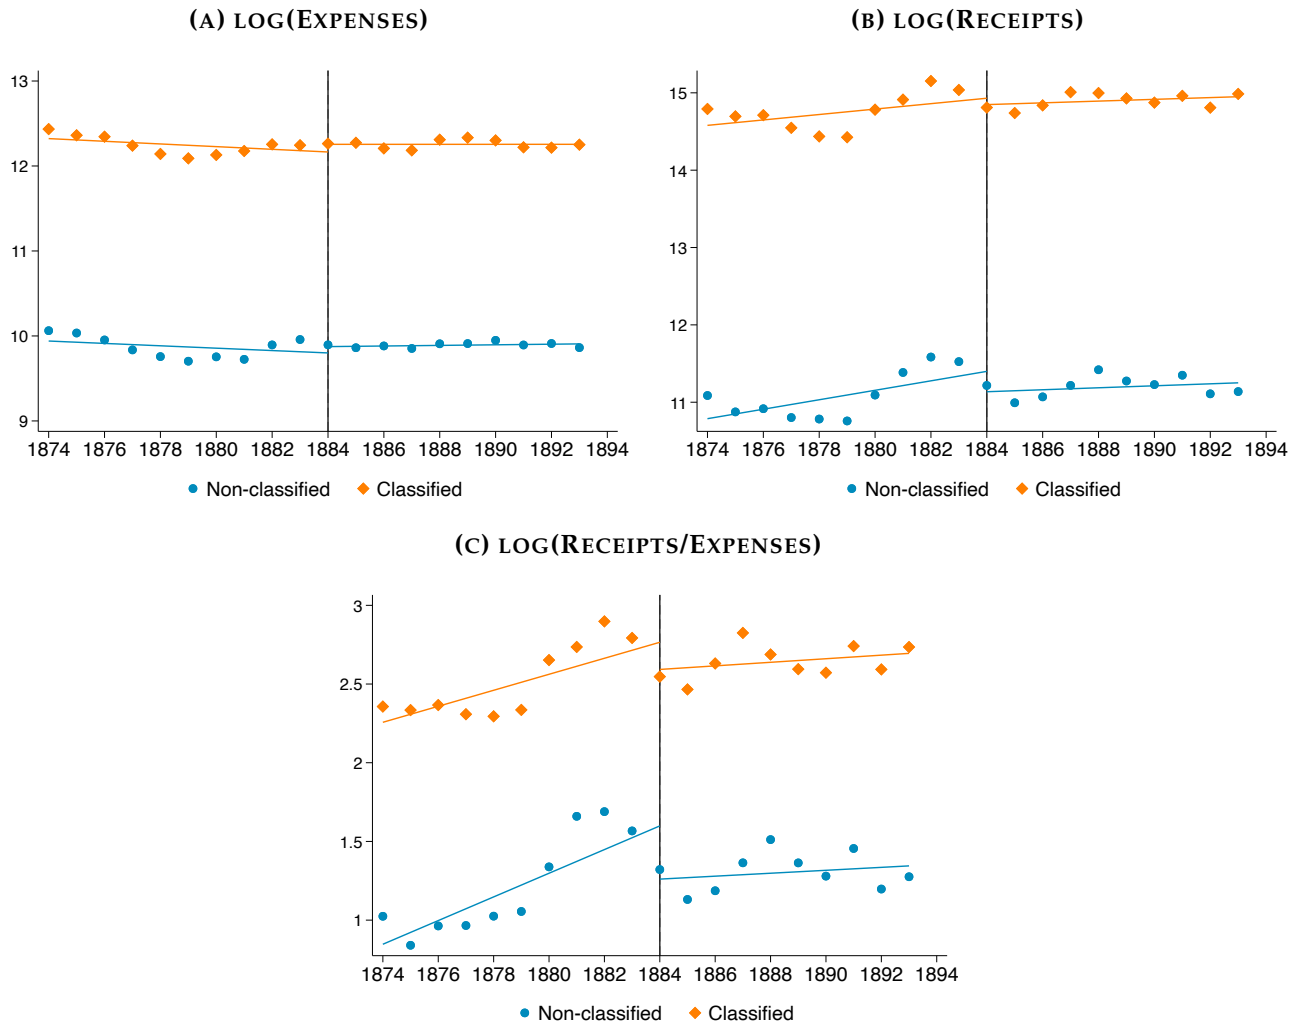 (A) LOG(EXPENSES)
13
12
11
10
9
1874 1876 1878 1880 1882 1884 1886 1888 1890 1892 1894
Non-classified Classified
(B) LOG(RECEIPTS)
15
14
13
12
11
1874 1876 1878 1880 1882 1884 1886 1888 1890 1892 1894
Non-classified Classified
(C) LOG(RECEIPTS/EXPENSES)
3
2.5
2
1.5
1
1874 1876 1878 1880 1882 1884 1886 1888 1890 1892 1894
Non-classified Classified